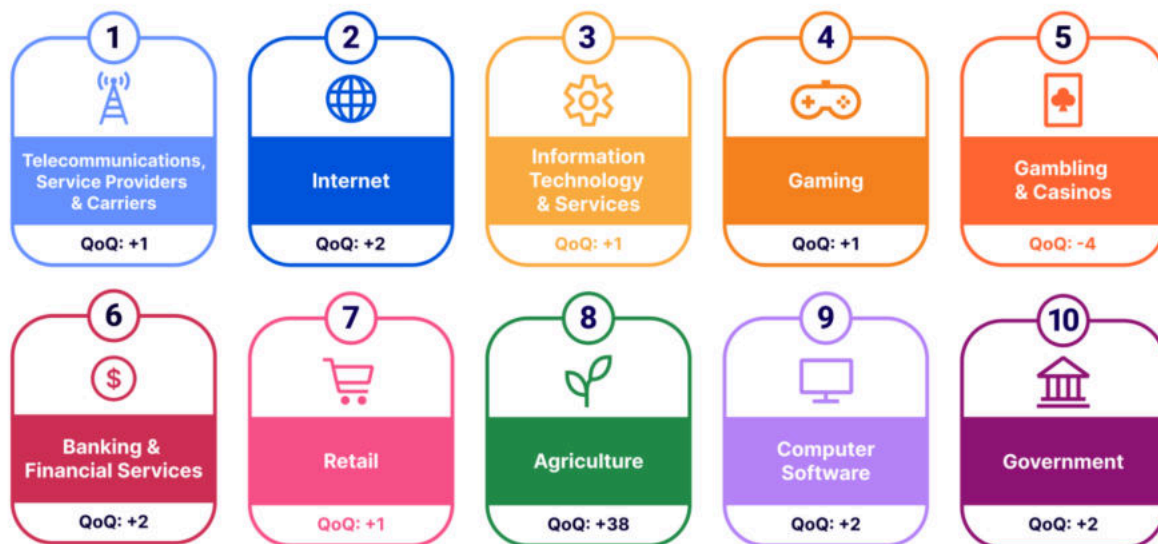 1
Telecommunications,
Service Providers
& Carriers
QoQ: +1
2
Internet
QoQ: +2
3
Information
Technology
& Services
QoQ: +1
4
Gaming
QoQ: +1
5
Gambling
& Casinos
QoQ: -4
6
$
Banking &
Financial Services
QoQ: +2
7
Retail
QoQ: +1
8
Agriculture
QoQ: +38
9
Computer
Software
QoQ: +2
10
Government
QoQ: +2